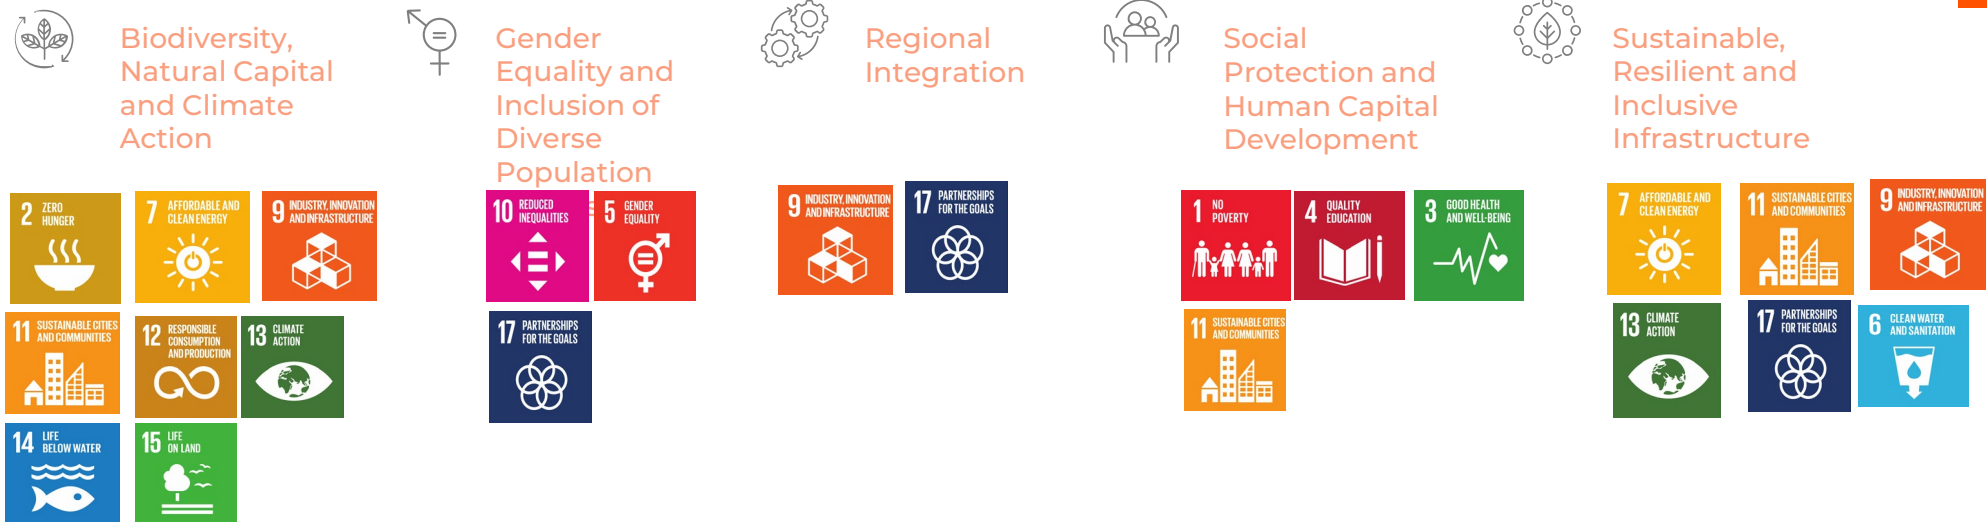 Biodiversity,
Natural Capital
and Climate
Action
2 ZERO
HUNGER
7 AFFORDABLE AND
CLEAN ENERGY
9 INDUSTRY, INNOVATION
AND INFRASTRUCTURE
11 SUSTAINABLE CITIES
AND COMMUNITIES
12 RESPONSIBLE
CONSUMPTION
AND PRODUCTION
13 CLIMATE
ACTION
14 LIFE
BELOW WATER
15 LIFE
ON LAND
Gender
Equality and
Inclusion of
Diverse
Population
s
10 REDUCED
INEQUALITIES
5 GENDER
EQUALITY
17 PARTNERSHIPS
FOR THE GOALS
Regional
Integration
9 INDUSTRY, INNOVATION
AND INFRASTRUCTURE
17 PARTNERSHIPS
FOR THE GOALS
Social
Protection and
Human Capital
Development
1 NO
POVERTY
4 QUALITY
EDUCATION
3 GOOD HEALTH
AND WELL-BEING
11 SUSTAINABLE CITIES
AND COMMUNITIES
Sustainable,
Resilient and
Inclusive
Infrastructure
7 AFFORDABLE AND
CLEAN ENERGY
11 SUSTAINABLE CITIES
AND COMMUNITIES
9 INDUSTRY, INNOVATION
AND INFRASTRUCTURE
13 CLIMATE
ACTION
17 PARTNERSHIPS
FOR THE GOALS
6 CLEAN WATER
AND SANITATION